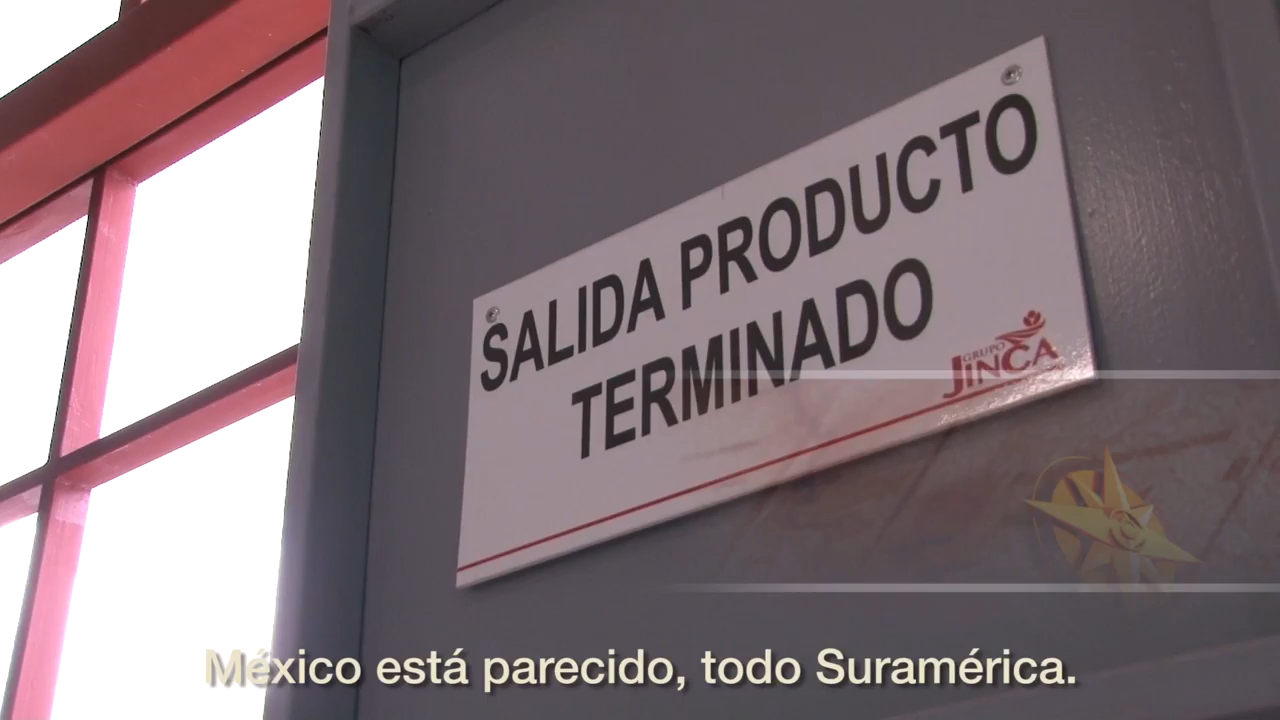 SALIDA PRODUCTO
TERMINADO
GRUPO
JINCA
México está parecido, todo Suramérica.